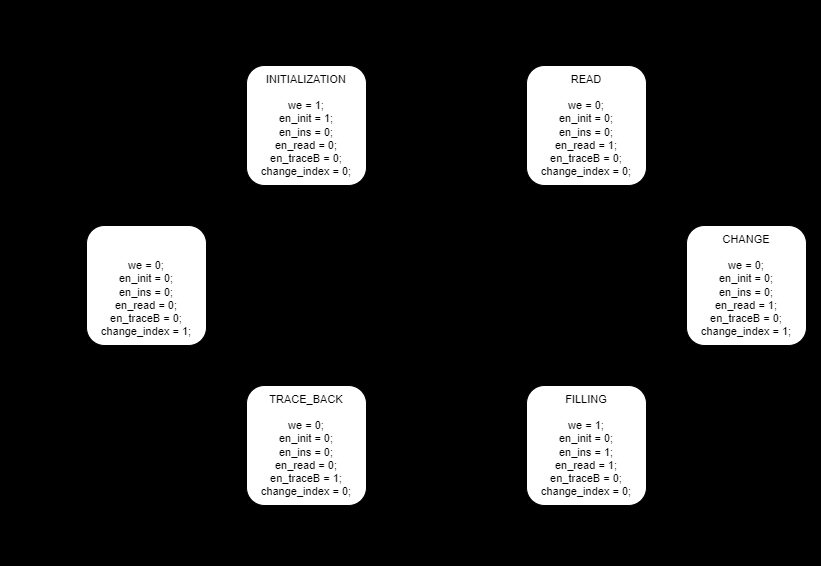 INITIALIZATION
we = 1;
en_init = 1;
en_ins = 0;
en_read = 0;
en_traceB = 0;
change_index = 0;
READ
we = 0;
en_init = 0;
en_ins = 0;
en_read = 1;
en_traceB = 0;
change_index = 0;
we = 0;
en_init = 0;
en_ins = 0;
en_read = 0;
en_traceB = 0;
change_index = 1;
CHANGE
we = 0;
en_init = 0;
en_ins = 0;
en_read = 1;
en_traceB = 0;
change_index = 1;
TRACE_BACK
we = 0;
en_init = 0;
en_ins = 0;
en_read = 0;
en_traceB = 1;
change_index = 0;
FILLING
we = 1;
en_init = 0;
en_ins = 1;
en_read = 1;
en_traceB = 0;
change_index = 0;